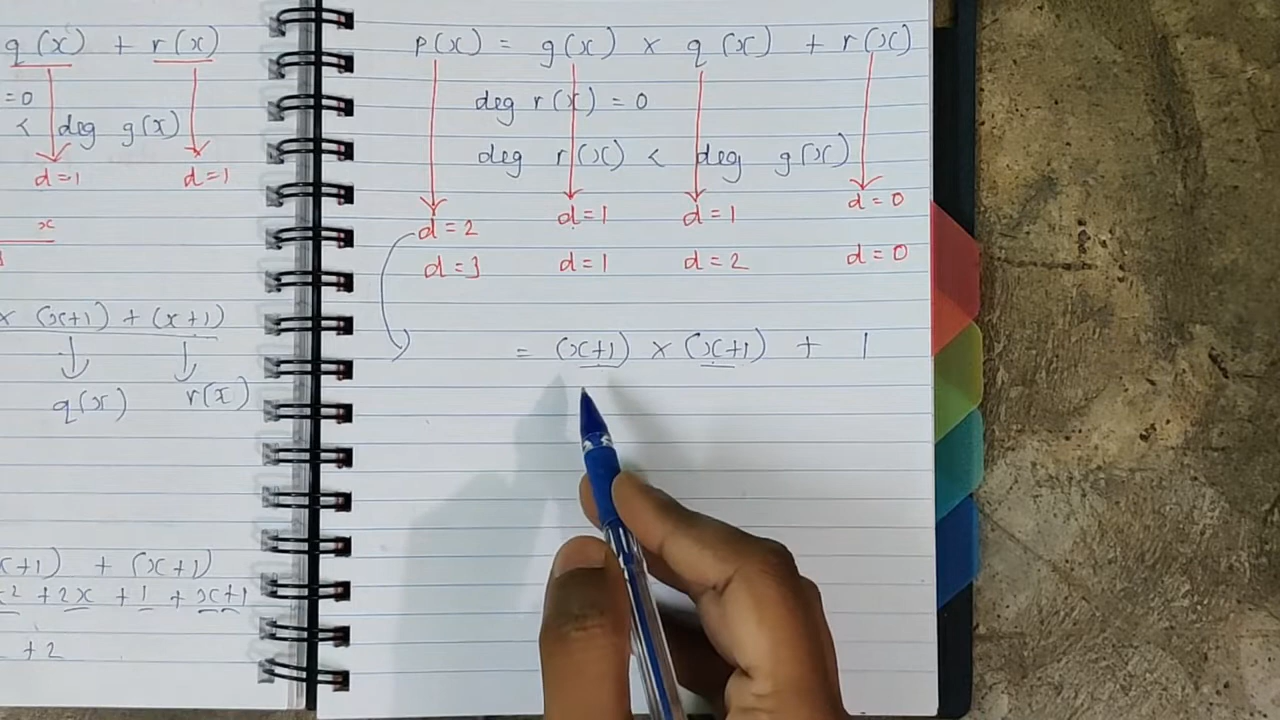 q(x) + r(x)
=0
< deg g(x)
d=1 d=1
x
x (x+1) + (x+1)
q(x) r(x)
x+1) + (x+1)
x2 + 2x + 1 + x+1
+2
p(x) = g(x) x q(x) + r(x)
deg r(x) = 0
deg r(x) < deg g(x)
d=2 d=1 d=1 d=0
d=3 d=1 d=2 d=0
= (x+1) x (x+1) + 1